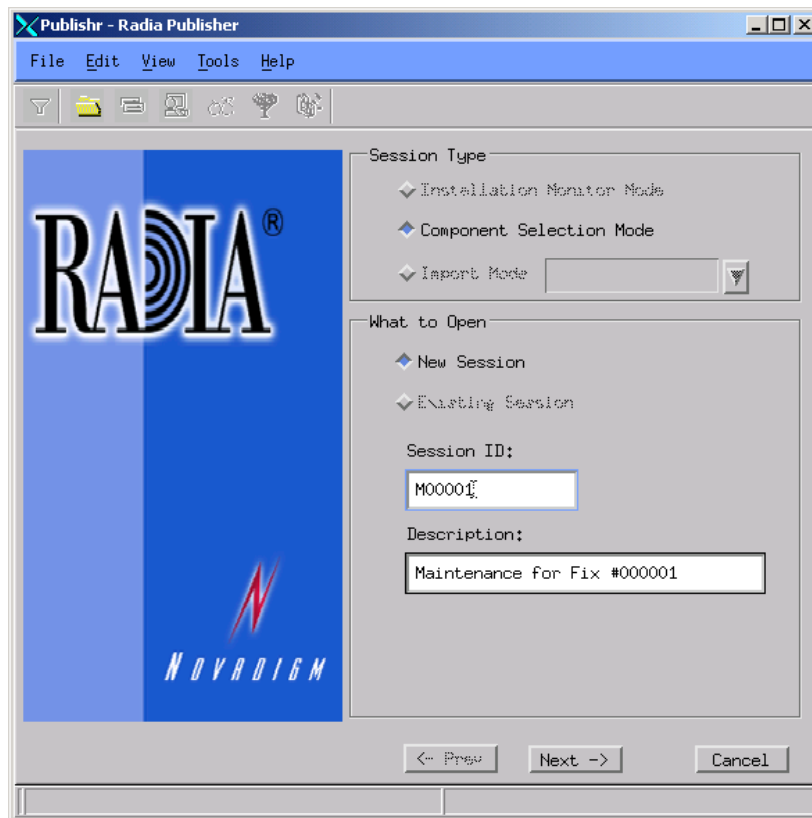 Publishr - Radia Publisher
File Edit View Tools Help
Session Type
Installation Monitor Mode
RADIA®
Component Selection Mode
Import Mode
What to Open
New Session
Existing Session
Session ID:
M00001
Description:
Maintenance for Fix #000001
NOVADIGM
<- Prev Next -> Cancel